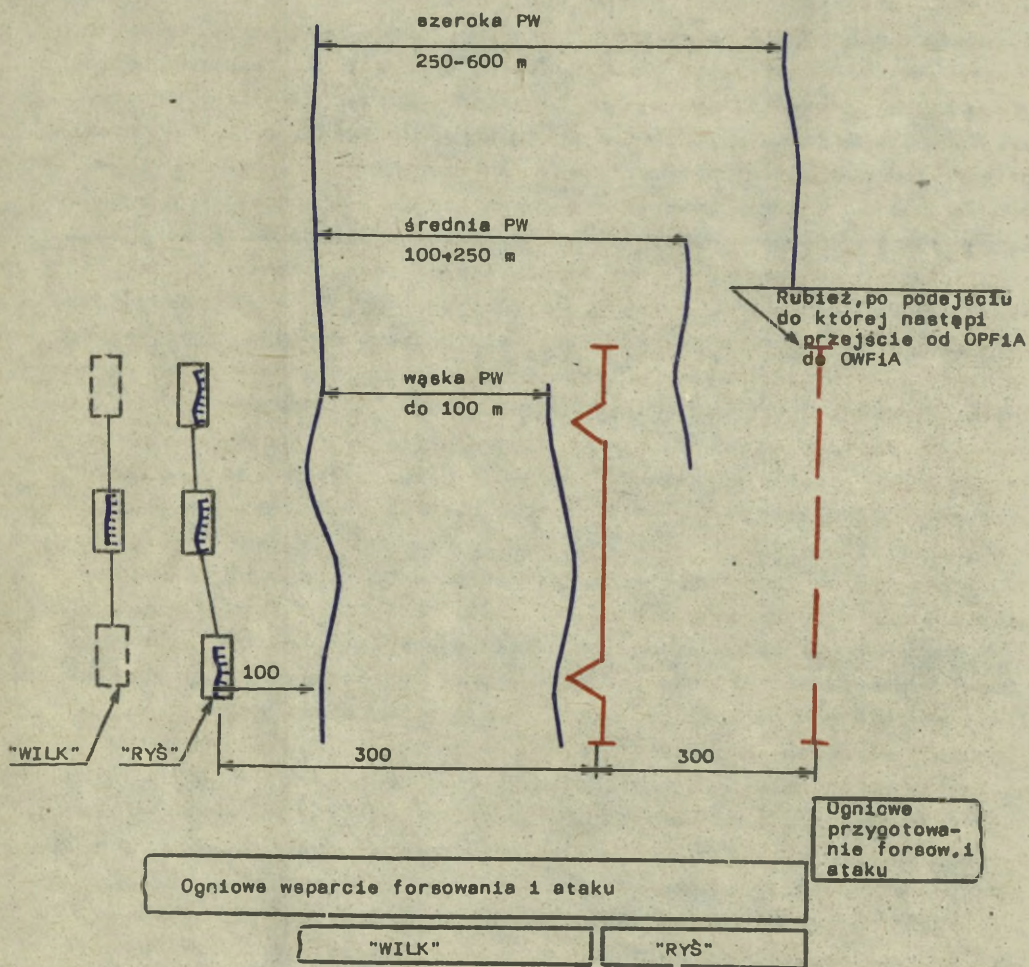 szeroka PW
250-600 m
średnia PW
100÷250 m
Rubież,po podejściu
do której nastąpi
przejście od OPFiA
do OWFiA
wąska PW
do 100 m
100
"WILK"
"RYŚ"
300
300
Ogniowe
przygotowa-
nie forsow.i
ataku
Ogniowe wsparcie forsowania i ataku
"WILK"
"RYŚ"